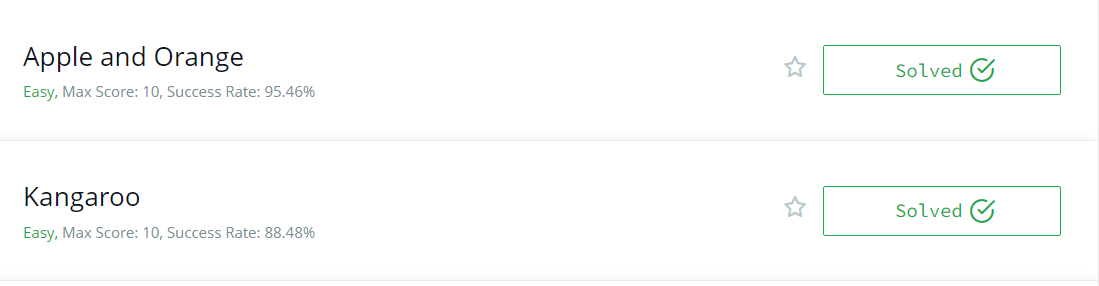 Apple and Orange
Easy, Max Score: 10, Success Rate: 95.46%
Solved
Kangaroo
Easy, Max Score: 10, Success Rate: 88.48%
Solved